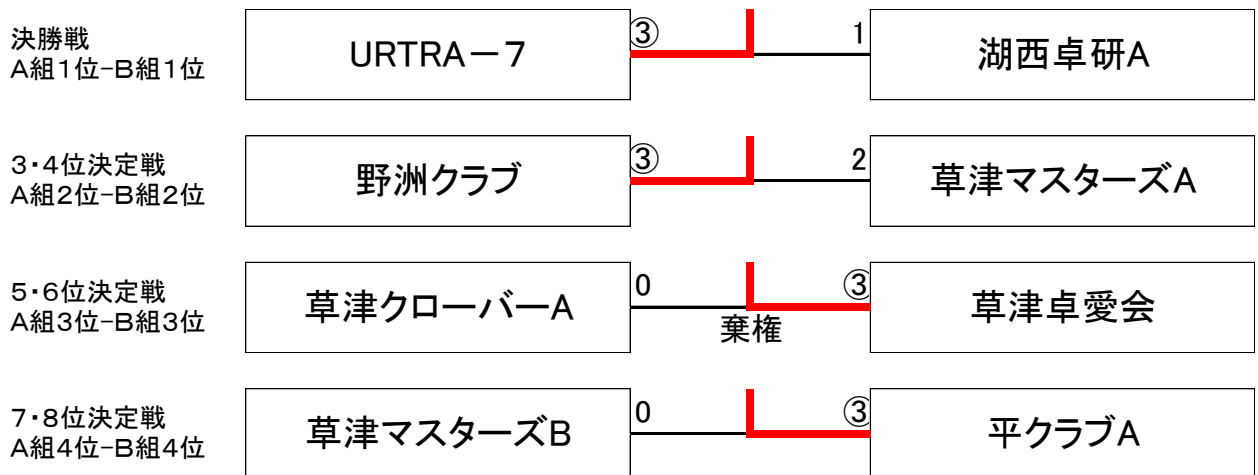 決勝戦
A組1位-B組1位
URTRA-7
③
1
湖西卓研A
3・4位決定戦
A組2位-B組2位
野洲クラブ
③
2
草津マスターズA
5・6位決定戦
A組3位-B組3位
草津クローバーA
0
③
棄権
草津卓愛会
7・8位決定戦
A組4位-B組4位
草津マスターズB
0
③
平クラブA